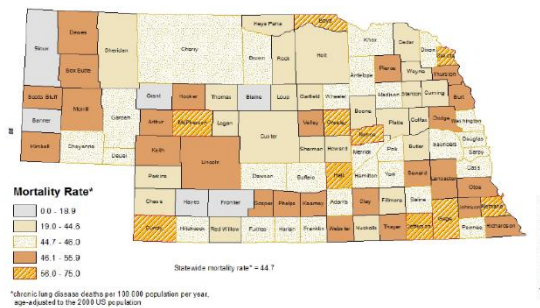 Sioux
Dawes
Sheridan
Cherry
Keya Paha
Boyd
Brown
Rock
Holt
Knox
Cedar
Dixon
Dakota
Box Butte
Antelope
Pierce
Wayne
Thurston
Scotts Bluff
Morrill
Garden
Grant
Hooker
Thomas
Blaine
Loup
Garfield
Wheeler
Madison
Stanton
Cuming
Burt
Banner
Arthur
McPherson
Logan
Custer
Valley
Greeley
Boone
Platte
Colfax
Dodge
Washington
Kimball
Cheyenne
Deuel
Keith
Lincoln
Sherman
Howard
Nance
Merrick
Polk
Butler
Saunders
Douglas
Sarpy
Perkins
Dawson
Buffalo
Hall
Hamilton
York
Seward
Lancaster
Cass
Otoe
Chase
Hayes
Frontier
Gosper
Phelps
Kearney
Adams
Clay
Fillmore
Saline
Johnson
Nemaha
Dundy
Hitchcock
Red Willow
Furnas
Harlan
Franklin
Webster
Nuckolls
Thayer
Jefferson
Gage
Pawnee
Richardson
Mortality Rate*
0.0 - 18.9
19.0 - 44.6
44.7 - 46.0
46.1 - 55.9
56.0 - 75.0
Statewide mortality rate* = 44.7
*chronic lung disease deaths per 100,000 population per year,
age-adjusted to the 2000 US population